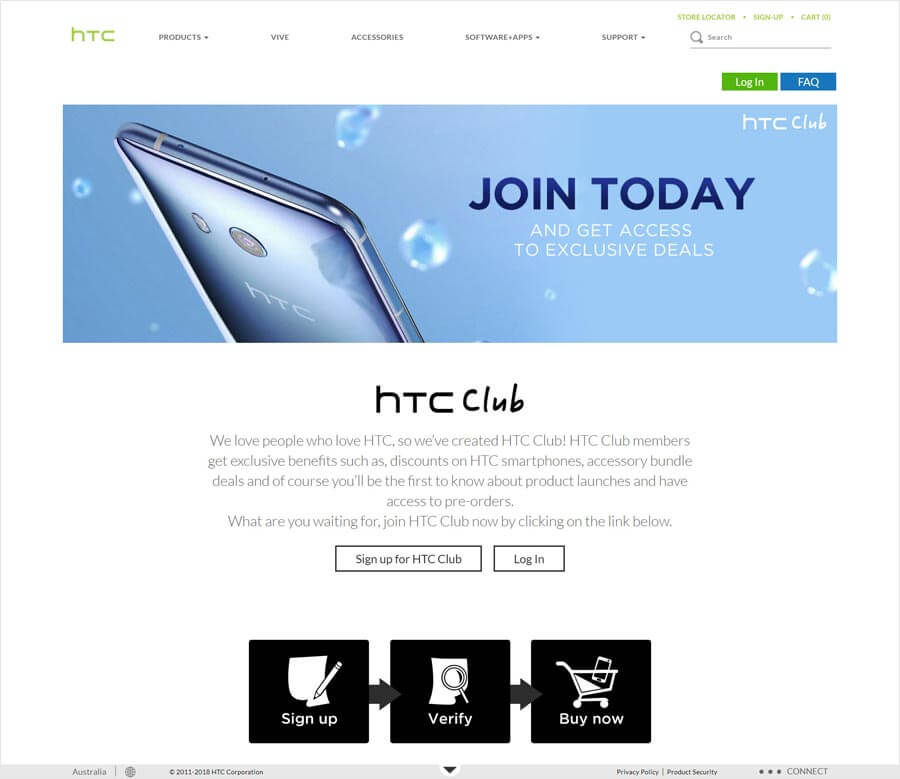 STORE LOCATOR • SIGN-UP • CART (0)
hTC
PRODUCTS
VIVE
ACCESSORIES
SOFTWARE+APPS
SUPPORT
Search
Log In
FAQ
hTC Club
JOIN TODAY
AND GET ACCESS
TO EXCLUSIVE DEALS
hTC
hTC Club
We love people who love HTC, so we've created HTC Club! HTC Club members
get exclusive benefits such as, discounts on HTC smartphones, accessory bundle
deals and of course you'll be the first to know about product launches and have
access to pre-orders.
What are you waiting for, join HTC Club now by clicking on the link below.
Sign up for HTC Club
Log In
Sign up
Verify
Buy now
Australia
© 2011-2018 HTC Corporation
Privacy Policy | Product Security
CONNECT